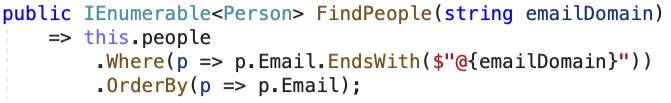 public IEnumerable<Person> FindPeople(string emailDomain)
    => this.people
        .Where(p => p.Email.EndsWith($"@{emailDomain}"))
        .OrderBy(p => p.Email);